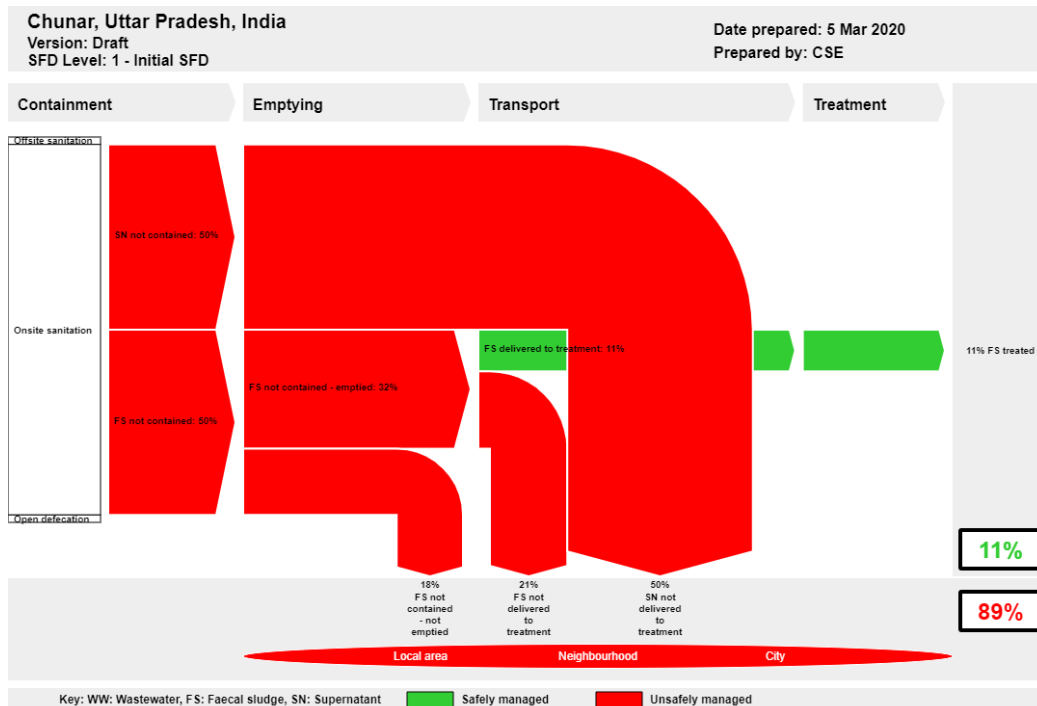 Chunar, Uttar Pradesh, India
Version: Draft
SFD Level: 1 - Initial SFD
Date prepared: 5 Mar 2020
Prepared by: CSE
Containment
Emptying
Transport
Treatment
Offsite sanitation
SN not contained: 50%
Onsite sanitation
FS delivered to treatment: 11%
11% FS treated
FS not contained - emptied: 32%
FS not contained: 50%
Open defecation
11%
18%
FS not
contained
- not
emptied
21%
FS not
delivered
to
treatment
50%
SN not
delivered
to
treatment
89%
Local area
Neighbourhood
City
Key: WW: Wastewater, FS: Faecal sludge, SN: Supernatant
Safely managed
Unsafely managed